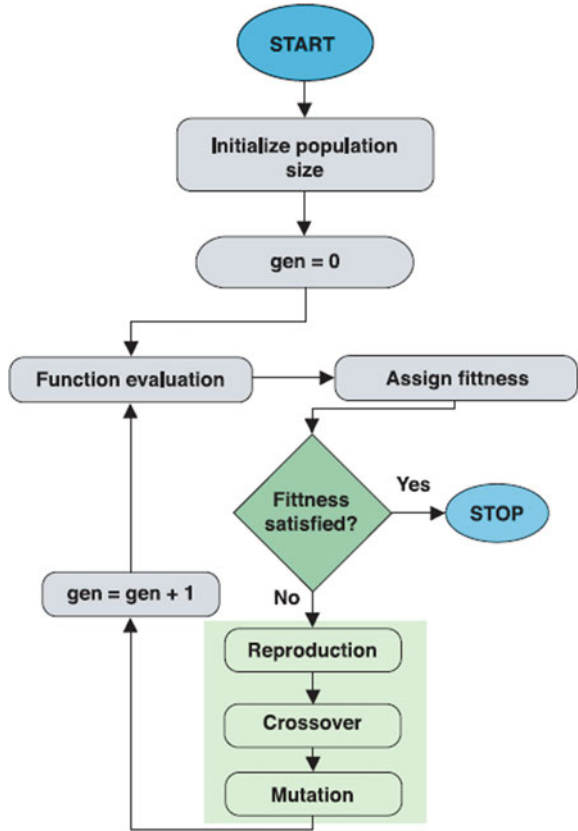 START
Initialize population
size
gen = 0
Function evaluation
Assign fittness
Fittness
satisfied?
Yes
STOP
No
gen = gen + 1
Reproduction
Crossover
Mutation